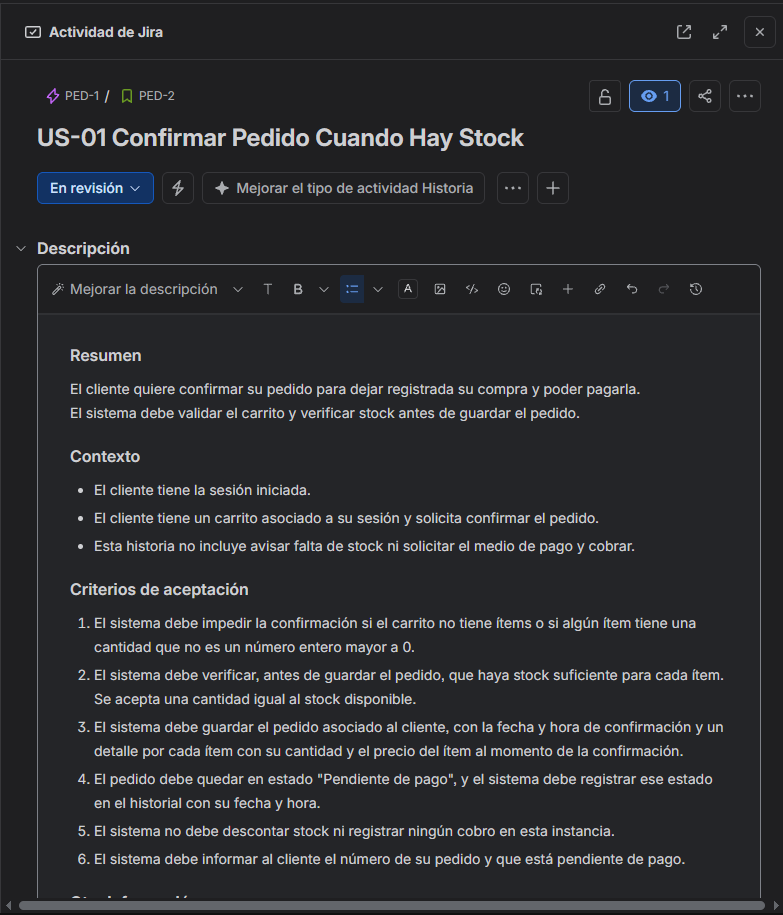 Actividad de Jira
PED-1 / PED-2
1
US-01 Confirmar Pedido Cuando Hay Stock
En revisión
Mejorar el tipo de actividad Historia
Descripción
Mejorar la descripción
T
B
A
Resumen
El cliente quiere confirmar su pedido para dejar registrada su compra y poder pagarla.
El sistema debe validar el carrito y verificar stock antes de guardar el pedido.
Contexto
El cliente tiene la sesión iniciada.
El cliente tiene un carrito asociado a su sesión y solicita confirmar el pedido.
Esta historia no incluye avisar falta de stock ni solicitar el medio de pago y cobrar.
Criterios de aceptación
1. El sistema debe impedir la confirmación si el carrito no tiene ítems o si algún ítem tiene una
cantidad que no es un número entero mayor a 0.
2. El sistema debe verificar, antes de guardar el pedido, que haya stock suficiente para cada ítem.
Se acepta una cantidad igual al stock disponible.
3. El sistema debe guardar el pedido asociado al cliente, con la fecha y hora de confirmación y un
detalle por cada ítem con su cantidad y el precio del ítem al momento de la confirmación.
4. El pedido debe quedar en estado "Pendiente de pago", y el sistema debe registrar ese estado
en el historial con su fecha y hora.
5. El sistema no debe descontar stock ni registrar ningún cobro en esta instancia.
6. El sistema debe informar al cliente el número de su pedido y que está pendiente de pago.